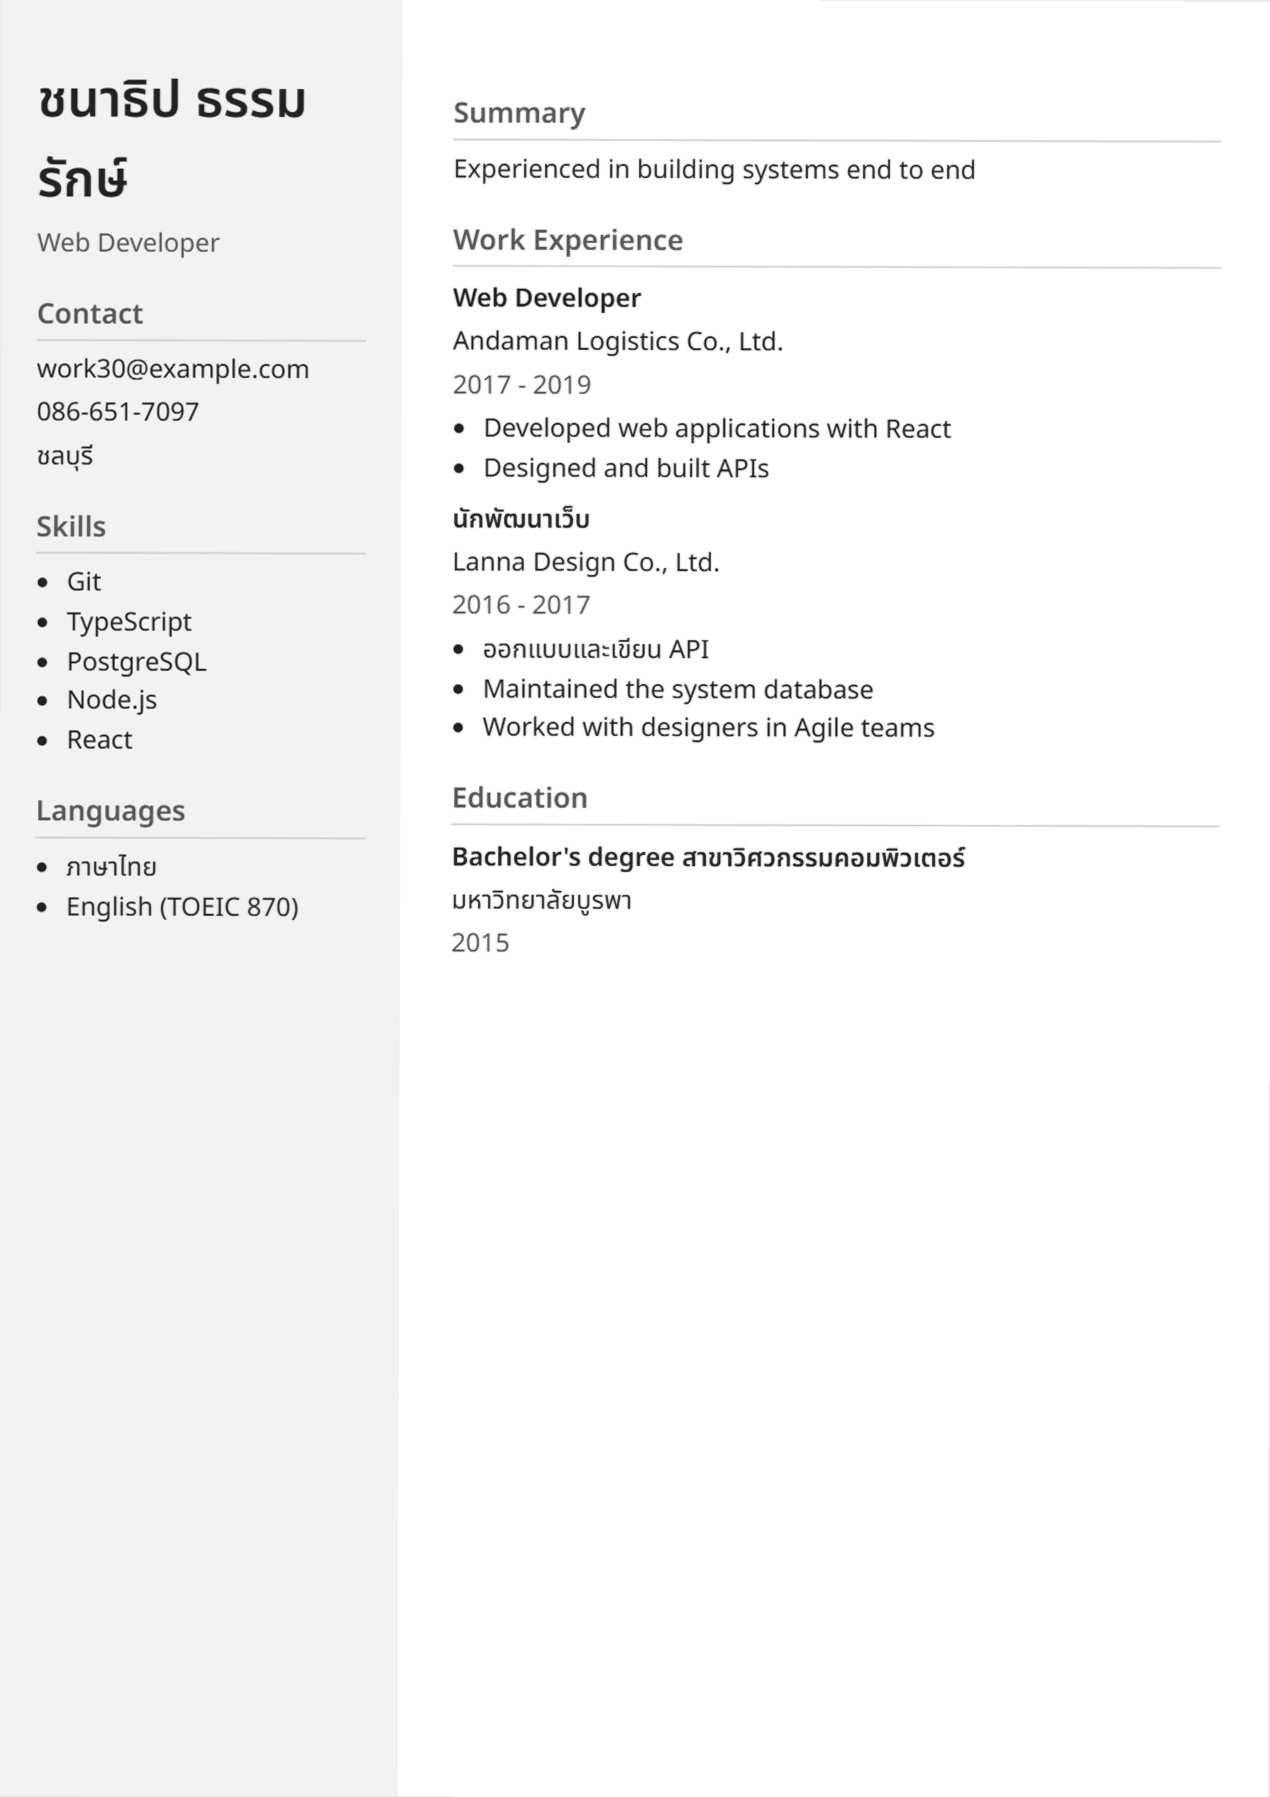 ชนาธิป ธรรม
รักษ์
Web Developer
Contact
work30@example.com
086-651-7097
ชลบุรี
Skills
• Git
• TypeScript
• PostgreSQL
• Node.js
• React
Languages
• ภาษาไทย
• English (TOEIC 870)
Summary
Experienced in building systems end to end
Work Experience
Web Developer
Andaman Logistics Co., Ltd.
2017 - 2019
• Developed web applications with React
• Designed and built APIs
นักพัฒนาเว็บ
Lanna Design Co., Ltd.
2016 - 2017
• ออกแบบและเขียน API
• Maintained the system database
• Worked with designers in Agile teams
Education
Bachelor's degree สาขาวิศวกรรมคอมพิวเตอร์
มหาวิทยาลัยบูรพา
2015